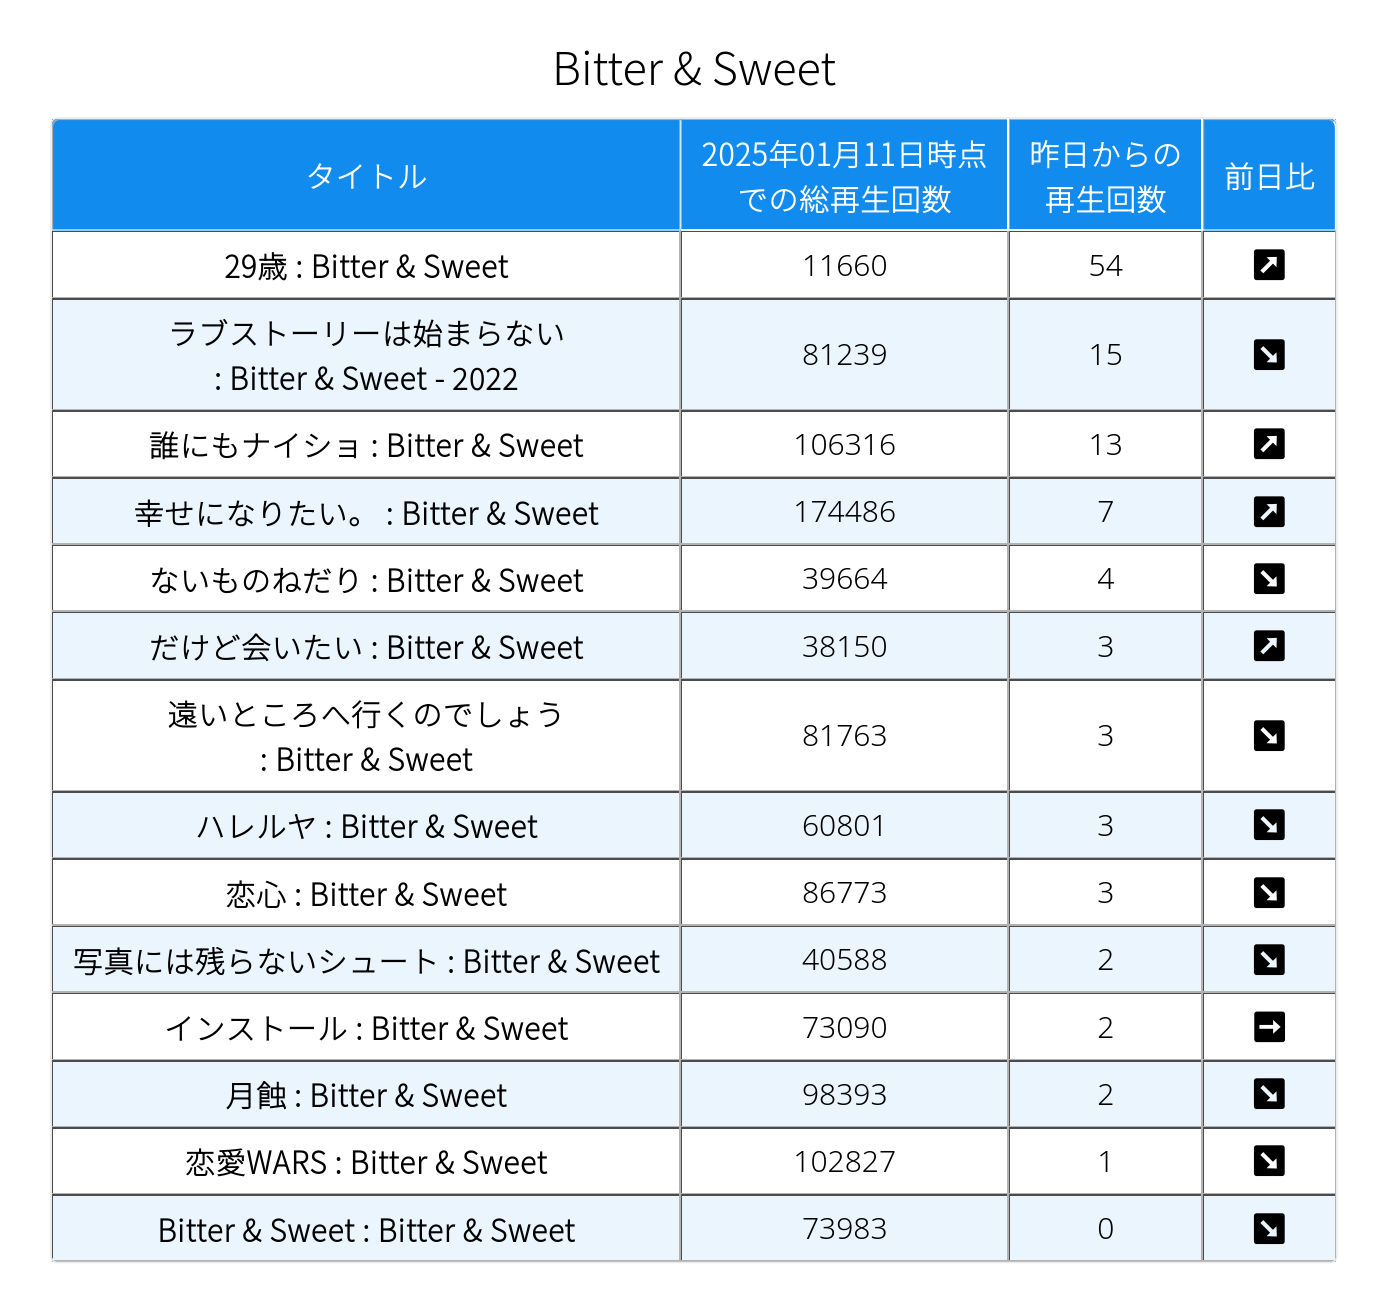 Bitter & Sweet
タイトル
2025年01月11日時点
での総再生回数
昨日からの
再生回数
前日比
29歳 : Bitter & Sweet
11660
54
↗
ラブストーリーは始まらない
: Bitter & Sweet - 2022
81239
15
↘
誰にもナイショ : Bitter & Sweet
106316
13
↗
幸せになりたい。 : Bitter & Sweet
174486
7
↗
ないものねだり : Bitter & Sweet
39664
4
↘
だけど会いたい : Bitter & Sweet
38150
3
↗
遠いところへ行くのでしょう
: Bitter & Sweet
81763
3
↘
ハレルヤ : Bitter & Sweet
60801
3
↘
恋心 : Bitter & Sweet
86773
3
↘
写真には残らないシュート : Bitter & Sweet
40588
2
↘
インストール : Bitter & Sweet
73090
2
→
月蝕 : Bitter & Sweet
98393
2
↘
恋愛WARS : Bitter & Sweet
102827
1
↘
Bitter & Sweet : Bitter & Sweet
73983
0
↘